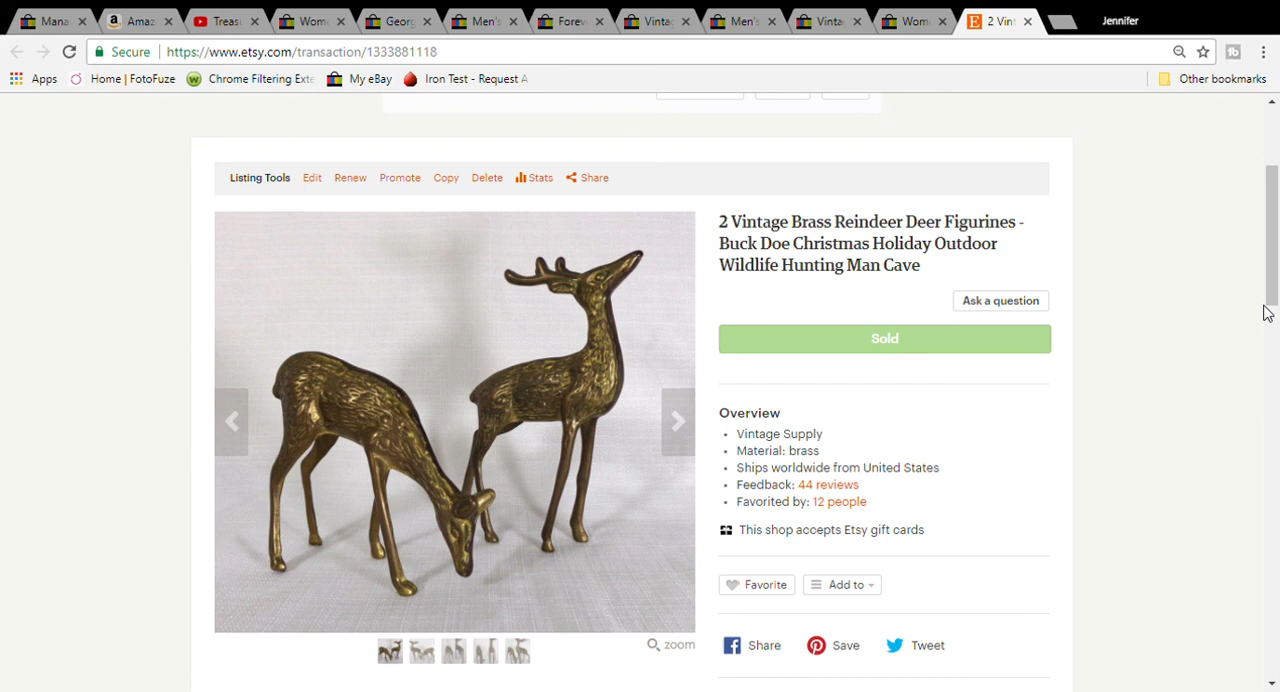 Mana
Amaz
Treasu
Wome
Georg
Men's
Forev
Vintag
Men's
Vinta
Wom
2 Vint
Jennifer
Secure
https://www.etsy.com/transaction/1333881118
Apps
Home | FotoFuze
Chrome Filtering Exte
My eBay
Iron Test - Request A
Other bookmarks
Listing Tools Edit Renew Promote Copy Delete Stats Share
2 Vintage Brass Reindeer Deer Figurines -
Buck Doe Christmas Holiday Outdoor
Wildlife Hunting Man Cave
Ask a question
Sold
Overview
• Vintage Supply
• Material: brass
• Ships worldwide from United States
• Feedback: 44 reviews
• Favorited by: 12 people
This shop accepts Etsy gift cards
Favorite
Add to
zoom
Share
Save
Tweet